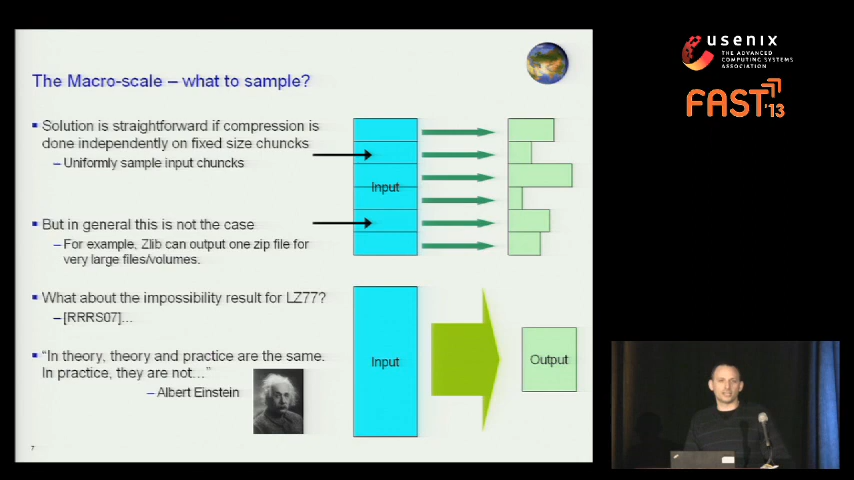 The Macro-scale – what to sample?
▪ Solution is straightforward if compression is
done independently on fixed size chuncks
– Uniformly sample input chuncks
▪ But in general this is not the case
– For example, Zlib can output one zip file for
very large files/volumes.
▪ What about the impossibility result for LZ77?
– [RRRS07]...
▪ "In theory, theory and practice are the same.
In practice, they are not..."
– Albert Einstein
7
Input
Input
Output
usenix
THE ADVANCED
COMPUTING SYSTEMS
ASSOCIATION
FAST'13